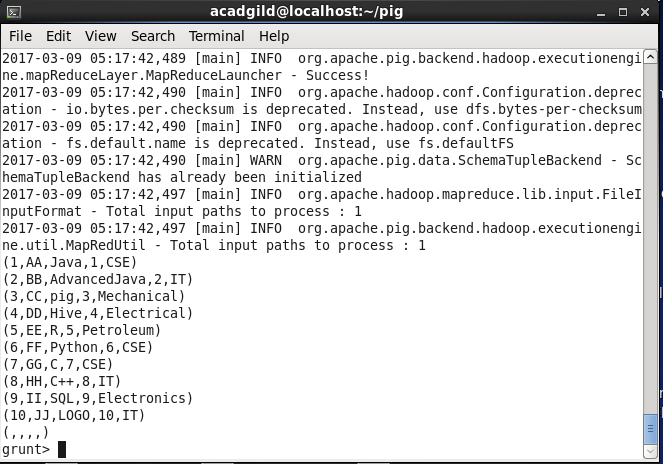 acadgild@localhost:~/pig
File Edit View Search Terminal Help
2017-03-09 05:17:42,489 [main] INFO  org.apache.pig.backend.hadoop.executionengi
ne.mapReduceLayer.MapReduceLauncher - Success!
2017-03-09 05:17:42,490 [main] INFO  org.apache.hadoop.conf.Configuration.deprec
ation - io.bytes.per.checksum is deprecated. Instead, use dfs.bytes-per-checksum
2017-03-09 05:17:42,490 [main] INFO  org.apache.hadoop.conf.Configuration.deprec
ation - fs.default.name is deprecated. Instead, use fs.defaultFS
2017-03-09 05:17:42,490 [main] WARN  org.apache.pig.data.SchemaTupleBackend - Sc
hemaTupleBackend has already been initialized
2017-03-09 05:17:42,497 [main] INFO  org.apache.hadoop.mapreduce.lib.input.FileI
nputFormat - Total input paths to process : 1
2017-03-09 05:17:42,497 [main] INFO  org.apache.pig.backend.hadoop.executionengi
ne.util.MapRedUtil - Total input paths to process : 1
(1,AA,Java,1,CSE)
(2,BB,AdvancedJava,2,IT)
(3,CC,pig,3,Mechanical)
(4,DD,Hive,4,Electrical)
(5,EE,R,5,Petroleum)
(6,FF,Python,6,CSE)
(7,GG,C,7,CSE)
(8,HH,C++,8,IT)
(9,II,SQL,9,Electronics)
(10,JJ,LOGO,10,IT)
(,,,,)
grunt>